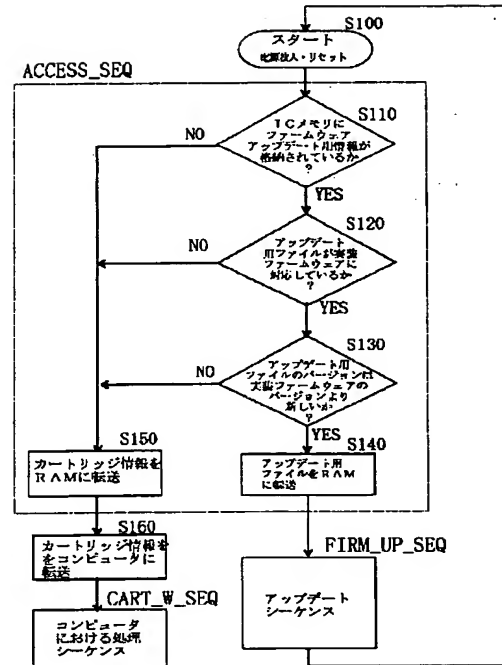 S100
スタート
電源投入・リセット
ACCESS_SEQ
S110
ICメモリに
ファームウェア
アップデート用情報が
格納されているか
?
NO
YES
S120
アップデート
用ファイルが実装
ファームウェアに
対応しているか
?
NO
YES
S130
アップデート用
ファイルのバージョンは
実装ファームウェアの
バージョンより
新しいか
?
NO
YES
S150
カートリッジ情報を
RAMに転送
S140
アップデート用
ファイルをRAM
に転送
S160
カートリッジ情報を
をコンピュータに
転送
FIRM_UP_SEQ
アップデート
シーケンス
CART_W_SEQ
コンピュータ
における処理
シーケンス